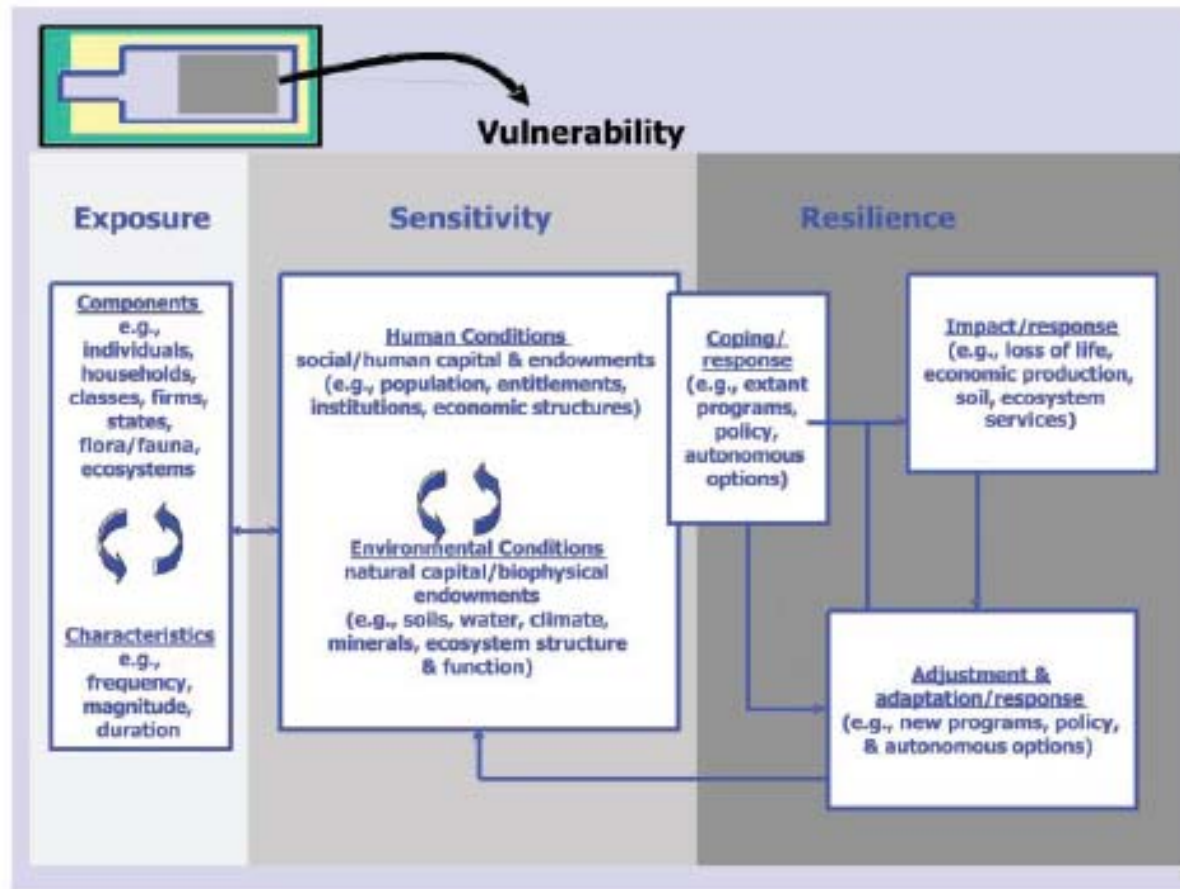 Vulnerability
Exposure
Components
e.g.,
individuals,
households,
classes, firms,
states,
flora/fauna,
ecosystems
Characteristics
e.g.,
frequency,
magnitude,
duration
Sensitivity
Human Conditions
social/human capital & endowments
(e.g., population, entitlements,
institutions, economic structures)
Environmental Conditions
natural capital/biophysical
endowments
(e.g., soils, water, climate,
minerals, ecosystem structure
& function)
Resilience
Coping/
response
(e.g., extant
programs,
policy,
autonomous
options)
Impact/response
(e.g., loss of life,
economic production,
soil, ecosystem
services)
Adjustment &
adaptation/response
(e.g., new programs, policy,
& autonomous options)